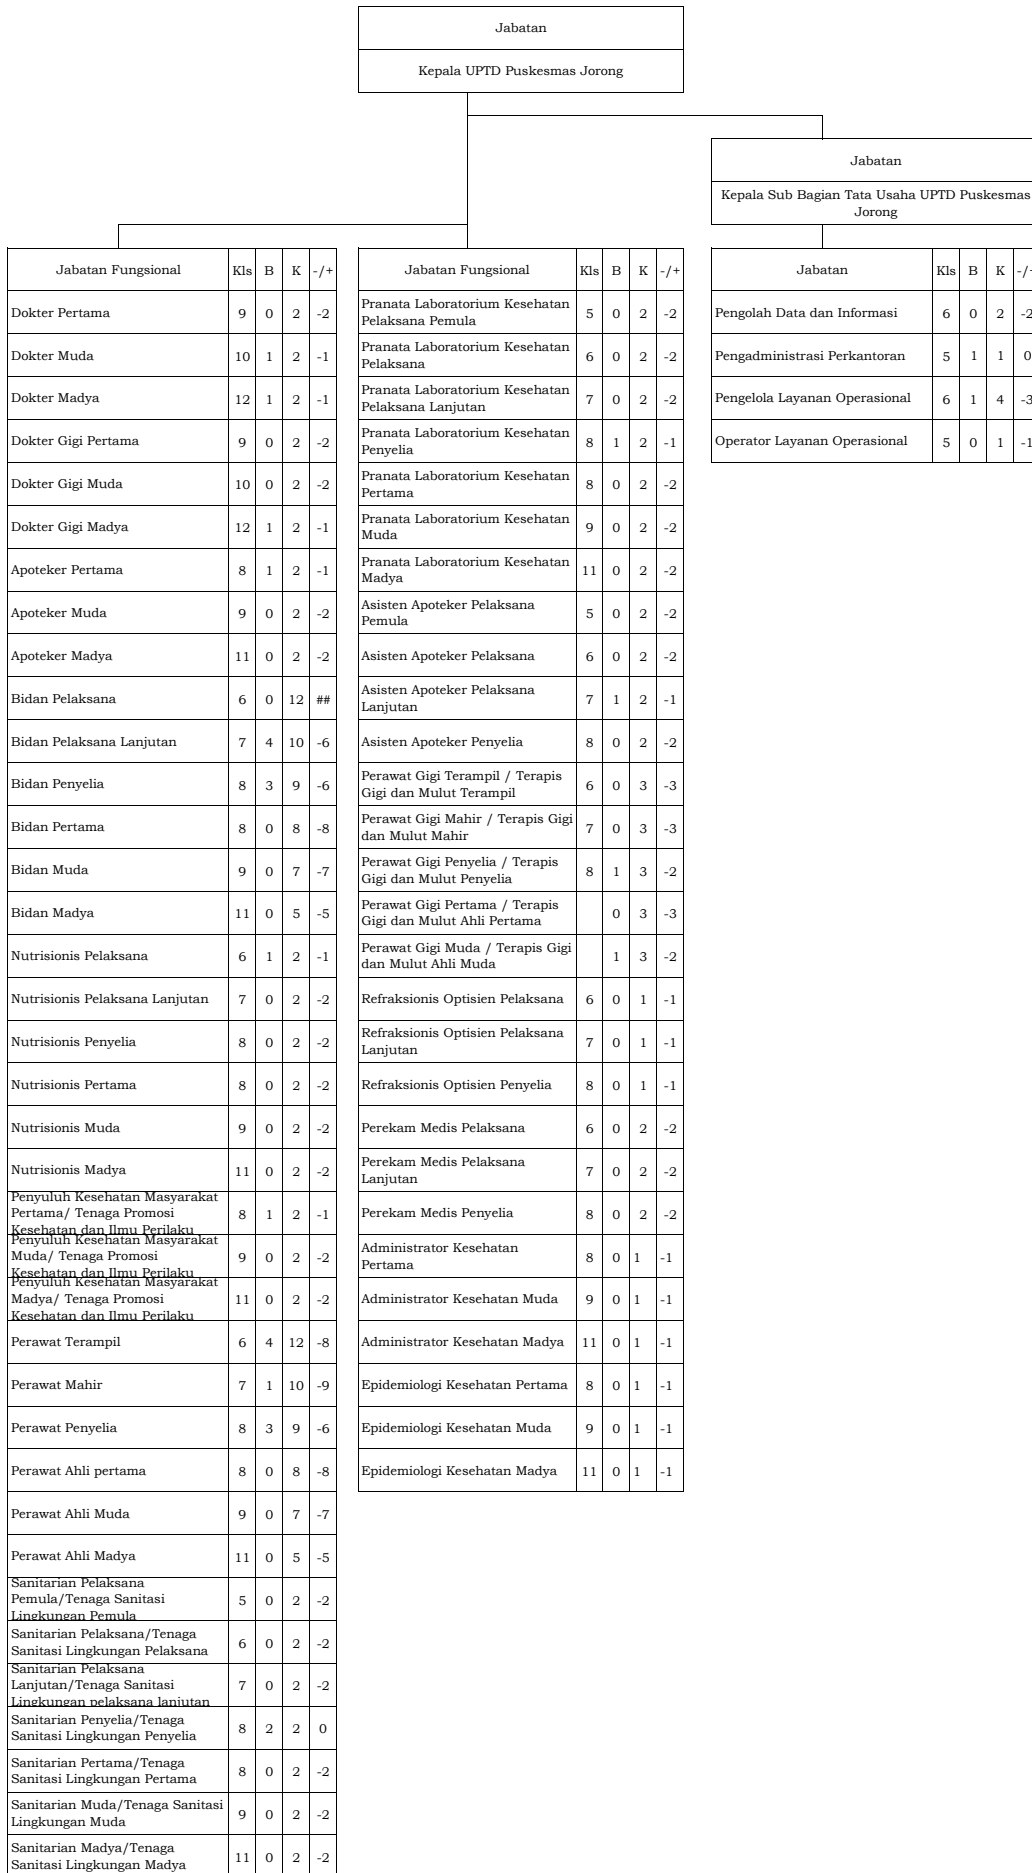 Jabatan
Kepala UPTD Puskesmas Jorong
Jabatan
Kepala Sub Bagian Tata Usaha UPTD Puskesmas
Jorong
Jabatan Fungsional Kls B K -/+
Dokter Pertama 9 0 2 -2
Dokter Muda 10 1 2 -1
Dokter Madya 12 1 2 -1
Dokter Gigi Pertama 9 0 2 -2
Dokter Gigi Muda 10 0 2 -2
Dokter Gigi Madya 12 1 2 -1
Apoteker Pertama 8 1 2 -1
Apoteker Muda 9 0 2 -2
Apoteker Madya 11 0 2 -2
Bidan Pelaksana 6 0 12 ##
Bidan Pelaksana Lanjutan 7 4 10 -6
Bidan Penyelia 8 3 9 -6
Bidan Pertama 8 0 8 -8
Bidan Muda 9 0 7 -7
Bidan Madya 11 0 5 -5
Nutrisionis Pelaksana 6 1 2 -1
Nutrisionis Pelaksana Lanjutan 7 0 2 -2
Nutrisionis Penyelia 8 0 2 -2
Nutrisionis Pertama 8 0 2 -2
Nutrisionis Muda 9 0 2 -2
Nutrisionis Madya 11 0 2 -2
Penyuluh Kesehatan Masyarakat
Pertama/ Tenaga Promosi 8 1 2 -1
Kesehatan dan Ilmu Perilaku
Penyuluh Kesehatan Masyarakat
Muda/ Tenaga Promosi 9 0 2 -2
Kesehatan dan Ilmu Perilaku
Penyuluh Kesehatan Masyarakat
Madya/ Tenaga Promosi 11 0 2 -2
Kesehatan dan Ilmu Perilaku
Perawat Terampil 6 4 12 -8
Perawat Mahir 7 1 10 -9
Perawat Penyelia 8 3 9 -6
Perawat Ahli pertama 8 0 8 -8
Perawat Ahli Muda 9 0 7 -7
Perawat Ahli Madya 11 0 5 -5
Sanitarian Pelaksana
Pemula/Tenaga Sanitasi 5 0 2 -2
Lingkungan Pemula
Sanitarian Pelaksana/Tenaga
Sanitasi Lingkungan Pelaksana 6 0 2 -2
Sanitarian Pelaksana
Lanjutan/Tenaga Sanitasi 7 0 2 -2
Lingkungan pelaksana lanjutan
Sanitarian Penyelia/Tenaga
Sanitasi Lingkungan Penyelia 8 2 2 0
Sanitarian Pertama/Tenaga
Sanitasi Lingkungan Pertama 8 0 2 -2
Sanitarian Muda/Tenaga Sanitasi
Lingkungan Muda 9 0 2 -2
Sanitarian Madya/Tenaga
Sanitasi Lingkungan Madya 11 0 2 -2
Jabatan Fungsional Kls B K -/+
Pranata Laboratorium Kesehatan
Pelaksana Pemula 5 0 2 -2
Pranata Laboratorium Kesehatan
Pelaksana 6 0 2 -2
Pranata Laboratorium Kesehatan
Pelaksana Lanjutan 7 0 2 -2
Pranata Laboratorium Kesehatan
Penyelia 8 1 2 -1
Pranata Laboratorium Kesehatan
Pertama 8 0 2 -2
Pranata Laboratorium Kesehatan
Muda 9 0 2 -2
Pranata Laboratorium Kesehatan
Madya 11 0 2 -2
Asisten Apoteker Pelaksana
Pemula 5 0 2 -2
Asisten Apoteker Pelaksana 6 0 2 -2
Asisten Apoteker Pelaksana
Lanjutan 7 1 2 -1
Asisten Apoteker Penyelia 8 0 2 -2
Perawat Gigi Terampil / Terapis
Gigi dan Mulut Terampil 6 0 3 -3
Perawat Gigi Mahir / Terapis Gigi
dan Mulut Mahir 7 0 3 -3
Perawat Gigi Penyelia / Terapis
Gigi dan Mulut Penyelia 8 1 3 -2
Perawat Gigi Pertama / Terapis
Gigi dan Mulut Ahli Pertama 0 3 -3
Perawat Gigi Muda / Terapis Gigi
dan Mulut Ahli Muda 1 3 -2
Refraksionis Optisien Pelaksana 6 0 1 -1
Refraksionis Optisien Pelaksana
Lanjutan 7 0 1 -1
Refraksionis Optisien Penyelia 8 0 1 -1
Perekam Medis Pelaksana 6 0 2 -2
Perekam Medis Pelaksana
Lanjutan 7 0 2 -2
Perekam Medis Penyelia 8 0 2 -2
Administrator Kesehatan
Pertama 8 0 1 -1
Administrator Kesehatan Muda 9 0 1 -1
Administrator Kesehatan Madya 11 0 1 -1
Epidemiologi Kesehatan Pertama 8 0 1 -1
Epidemiologi Kesehatan Muda 9 0 1 -1
Epidemiologi Kesehatan Madya 11 0 1 -1
Jabatan Kls B K -/+
Pengolah Data dan Informasi 6 0 2 -2
Pengadministrasi Perkantoran 5 1 1 0
Pengelola Layanan Operasional 6 1 4 -3
Operator Layanan Operasional 5 0 1 -1